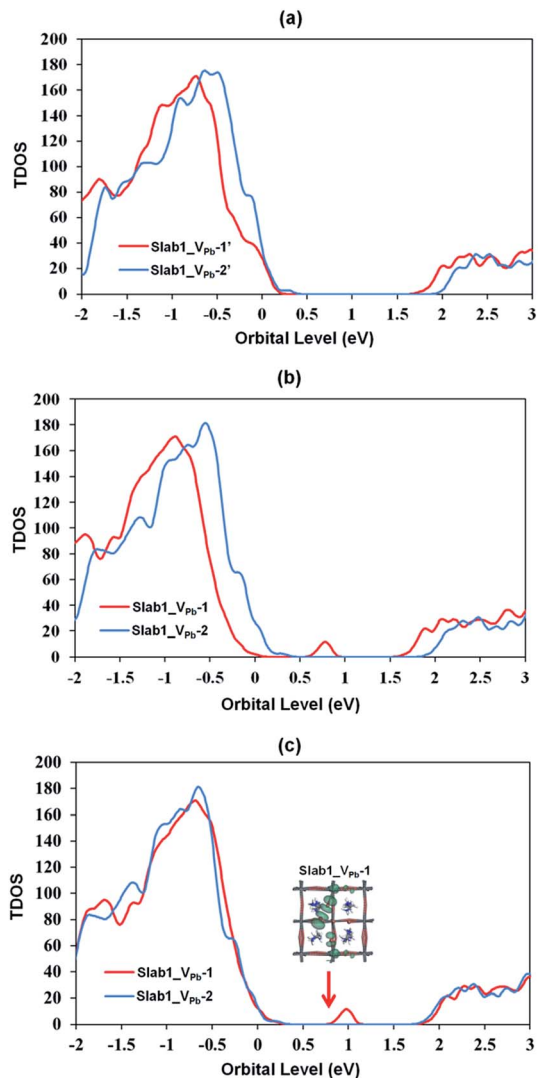 (a)
200
180
160
140
120
100
80
60
40
20
0
TDOS
Slab1_VPb-1'
Slab1_VPb-2'
-2 -1.5 -1 -0.5 0 0.5 1 1.5 2 2.5 3
Orbital Level (eV)
(b)
200
180
160
140
120
100
80
60
40
20
0
TDOS
Slab1_VPb-1
Slab1_VPb-2
-2 -1.5 -1 -0.5 0 0.5 1 1.5 2 2.5 3
Orbital Level (eV)
(c)
200
180
160
140
120
100
80
60
40
20
0
TDOS
Slab1_VPb-1
Slab1_VPb-1
Slab1_VPb-2
-2 -1.5 -1 -0.5 0 0.5 1 1.5 2 2.5 3
Orbital Level (eV)